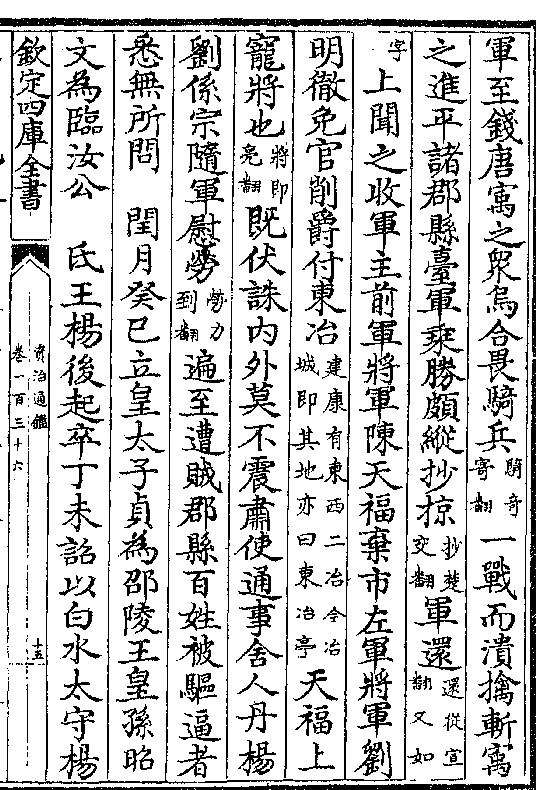 軍至錢唐㝢之衆烏合畏騎兵騎奇寄翻一戰而潰擒斬㝢
之進平諸郡縣臺軍乗勝頗縱抄掠抄楚交翻軍還還從宣翻又如
字上聞之收軍主前軍將軍陳天福棄市左軍將軍劉
明徹免官削爵付東冶建康有東西二冶今冶城即其地亦曰東冶亭天福上
寵將也將即亮翻既伏誅内外莫不震肅使通事舍人丹楊
劉係宗隨軍慰勞勞力到翻遍至遭賊郡縣百姓被驅逼者
悉無所問 閏月癸巳立皇太子貞為邵陵王皇孫昭
文為臨汝公 氐王楊後起卒丁未詔以白水太守楊
欽定四庫全書
資治通鑑
卷一百三十六
十五